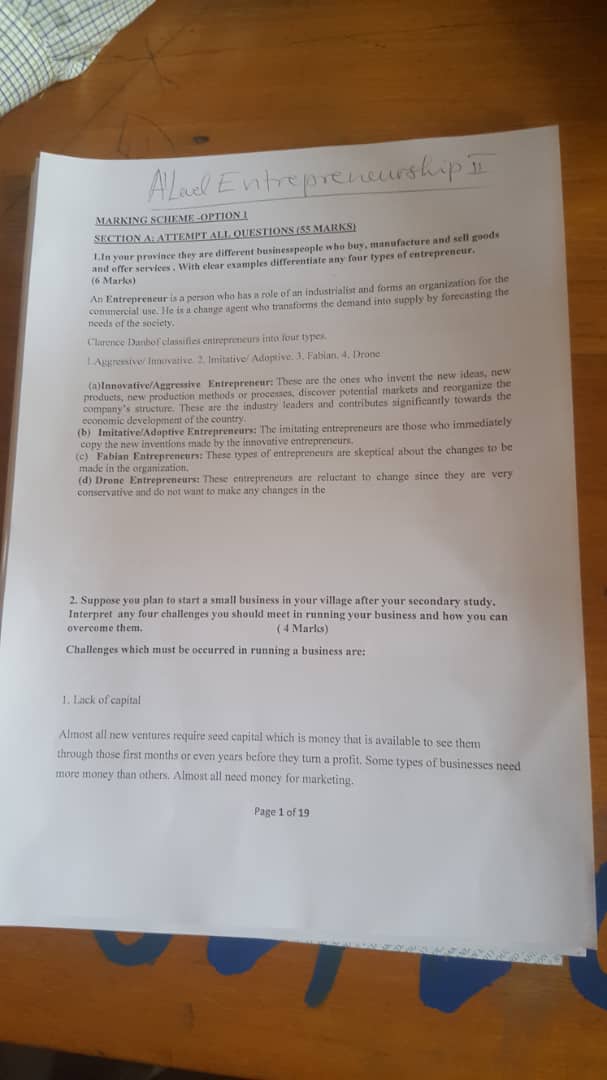 A'Lael Entrepreneurship II
MARKING SCHEME -OPTION 1
SECTION A: ATTEMPT ALL QUESTIONS (55 MARKS)
1.In your province they are different businesspeople who buy, manufacture and sell goods
and offer services . With clear examples differentiate any four types of entrepreneur.
(6 Marks)
An Entrepreneur is a person who has a role of an industrialist and forms an organization for the
commercial use. He is a change agent who transforms the demand into supply by forecasting the
needs of the society.
Clarence Danhof classifies entrepreneurs into four types.
1.Aggressive/ Innovative. 2. Imitative/ Adoptive. 3. Fabian. 4. Drone
(a)Innovative/Aggressive Entrepreneur: These are the ones who invent the new ideas, new
products, new production methods or processes, discover potential markets and reorganize the
company's structure. These are the industry leaders and contributes significantly towards the
economic development of the country.
(b) Imitative/Adoptive Entrepreneurs: The imitating entrepreneurs are those who immediately
copy the new inventions made by the innovative entrepreneurs.
(c) Fabian Entrepreneurs: These types of entrepreneurs are skeptical about the changes to be
made in the organization.
(d) Drone Entrepreneurs: These entrepreneurs are reluctant to change since they are very
conservative and do not want to make any changes in the
2. Suppose you plan to start a small business in your village after your secondary study.
Interpret any four challenges you should meet in running your business and how you can
overcome them. ( 4 Marks)
Challenges which must be occurred in running a business are:
1. Lack of capital
Almost all new ventures require seed capital which is money that is available to see them
through those first months or even years before they turn a profit. Some types of businesses need
more money than others. Almost all need money for marketing.
Page 1 of 19